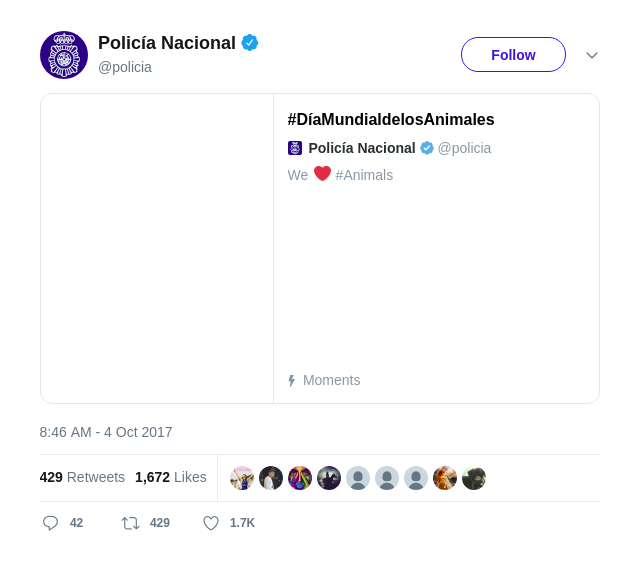 Policía Nacional
@policia
Follow
#DíaMundialdelosAnimales
Policía Nacional @policia
We ❤️ #Animals
Moments
8:46 AM - 4 Oct 2017
429 Retweets 1,672 Likes
42 429 1.7K